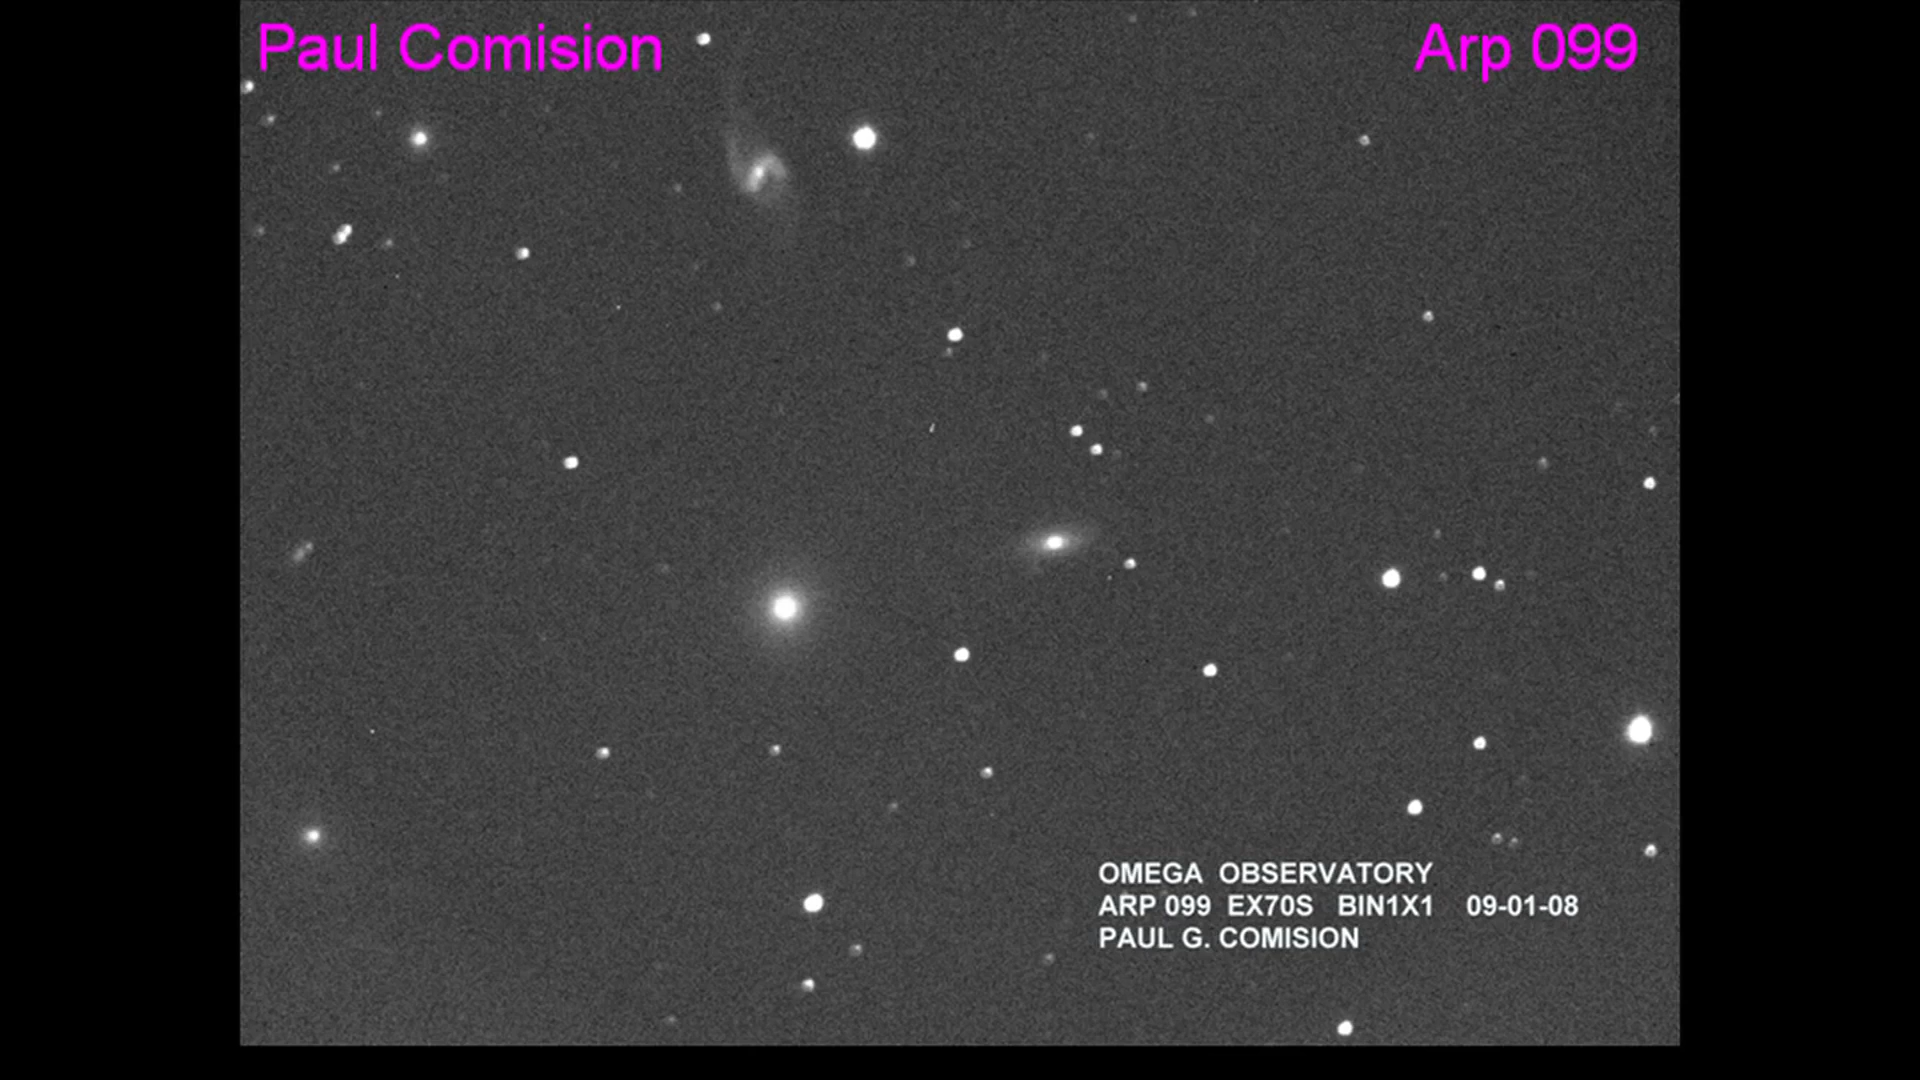 Paul Comision
Arp 099
OMEGA OBSERVATORY
ARP 099 EX70S BIN1X1 09-01-08
PAUL G. COMISION